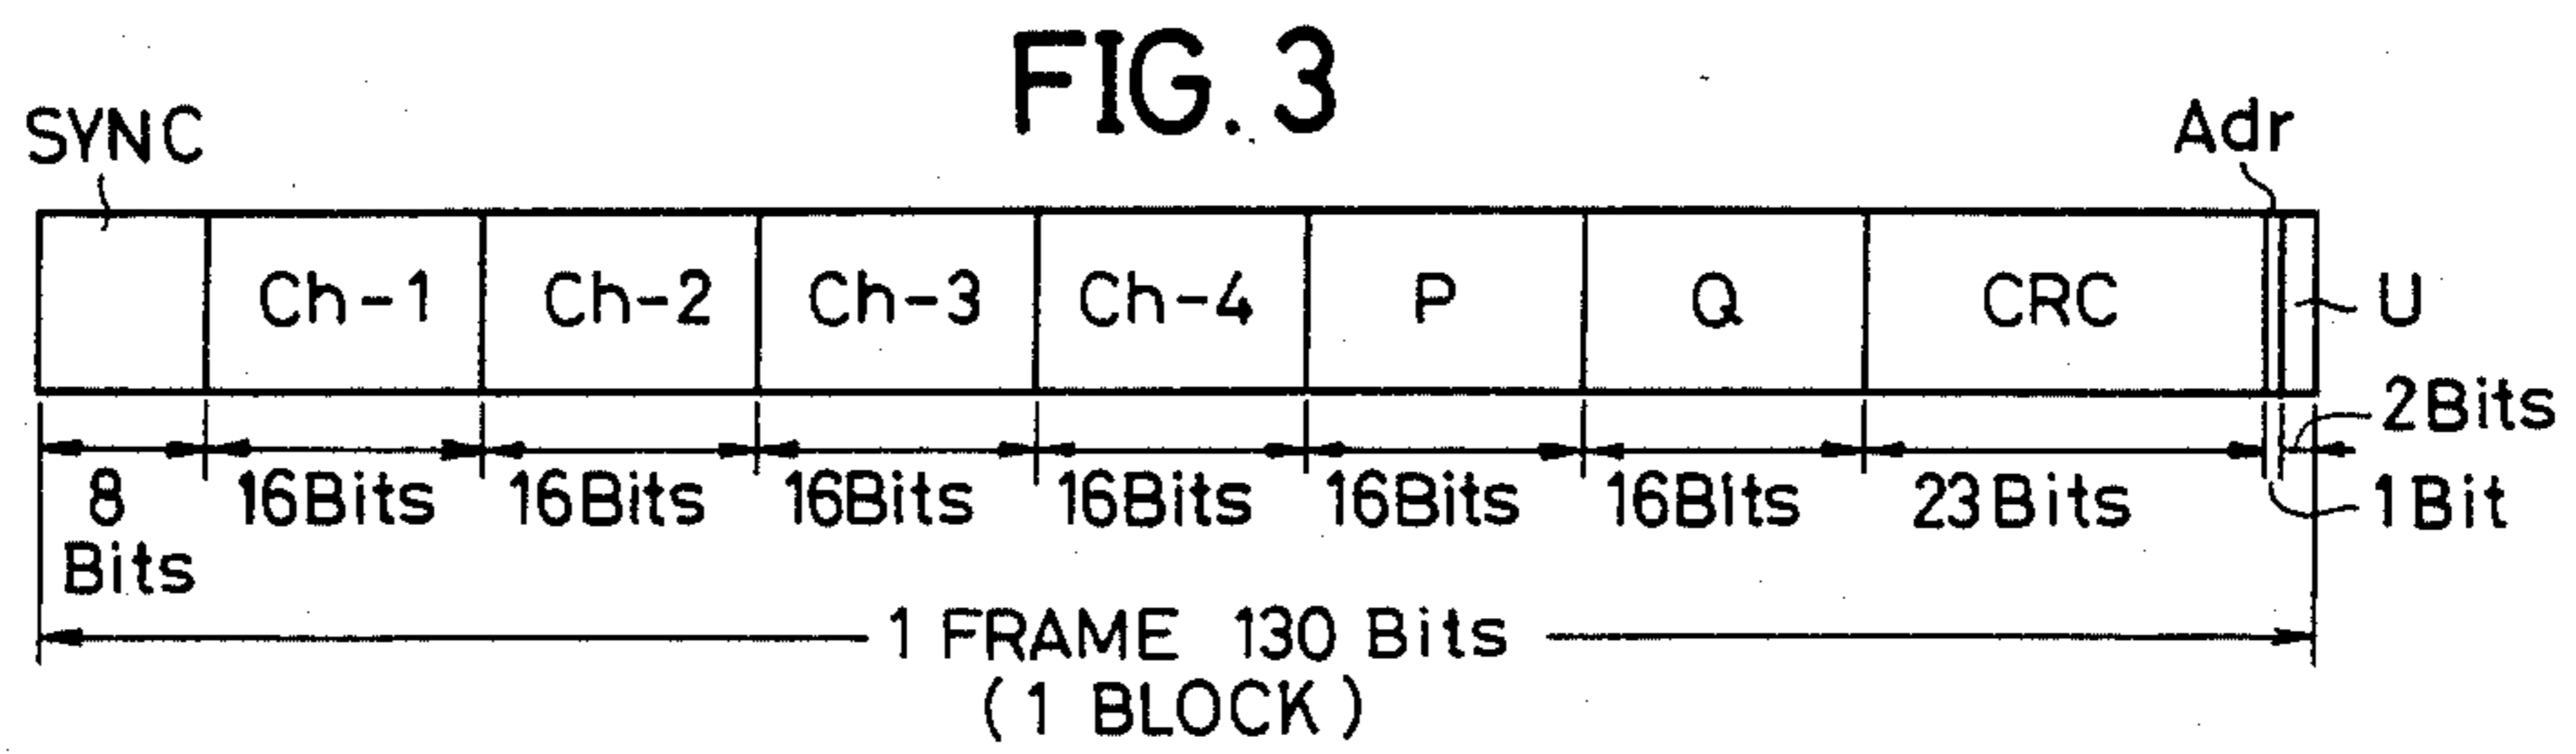 FIG. 3
SYNC
Adr
Ch-1 Ch-2 Ch-3 Ch-4 P Q CRC U
2Bits
8 Bits
16Bits 16Bits 16Bits 16Bits 16Bits 16Bits 23Bits 1Bit
1 FRAME 130 Bits
(1 BLOCK)